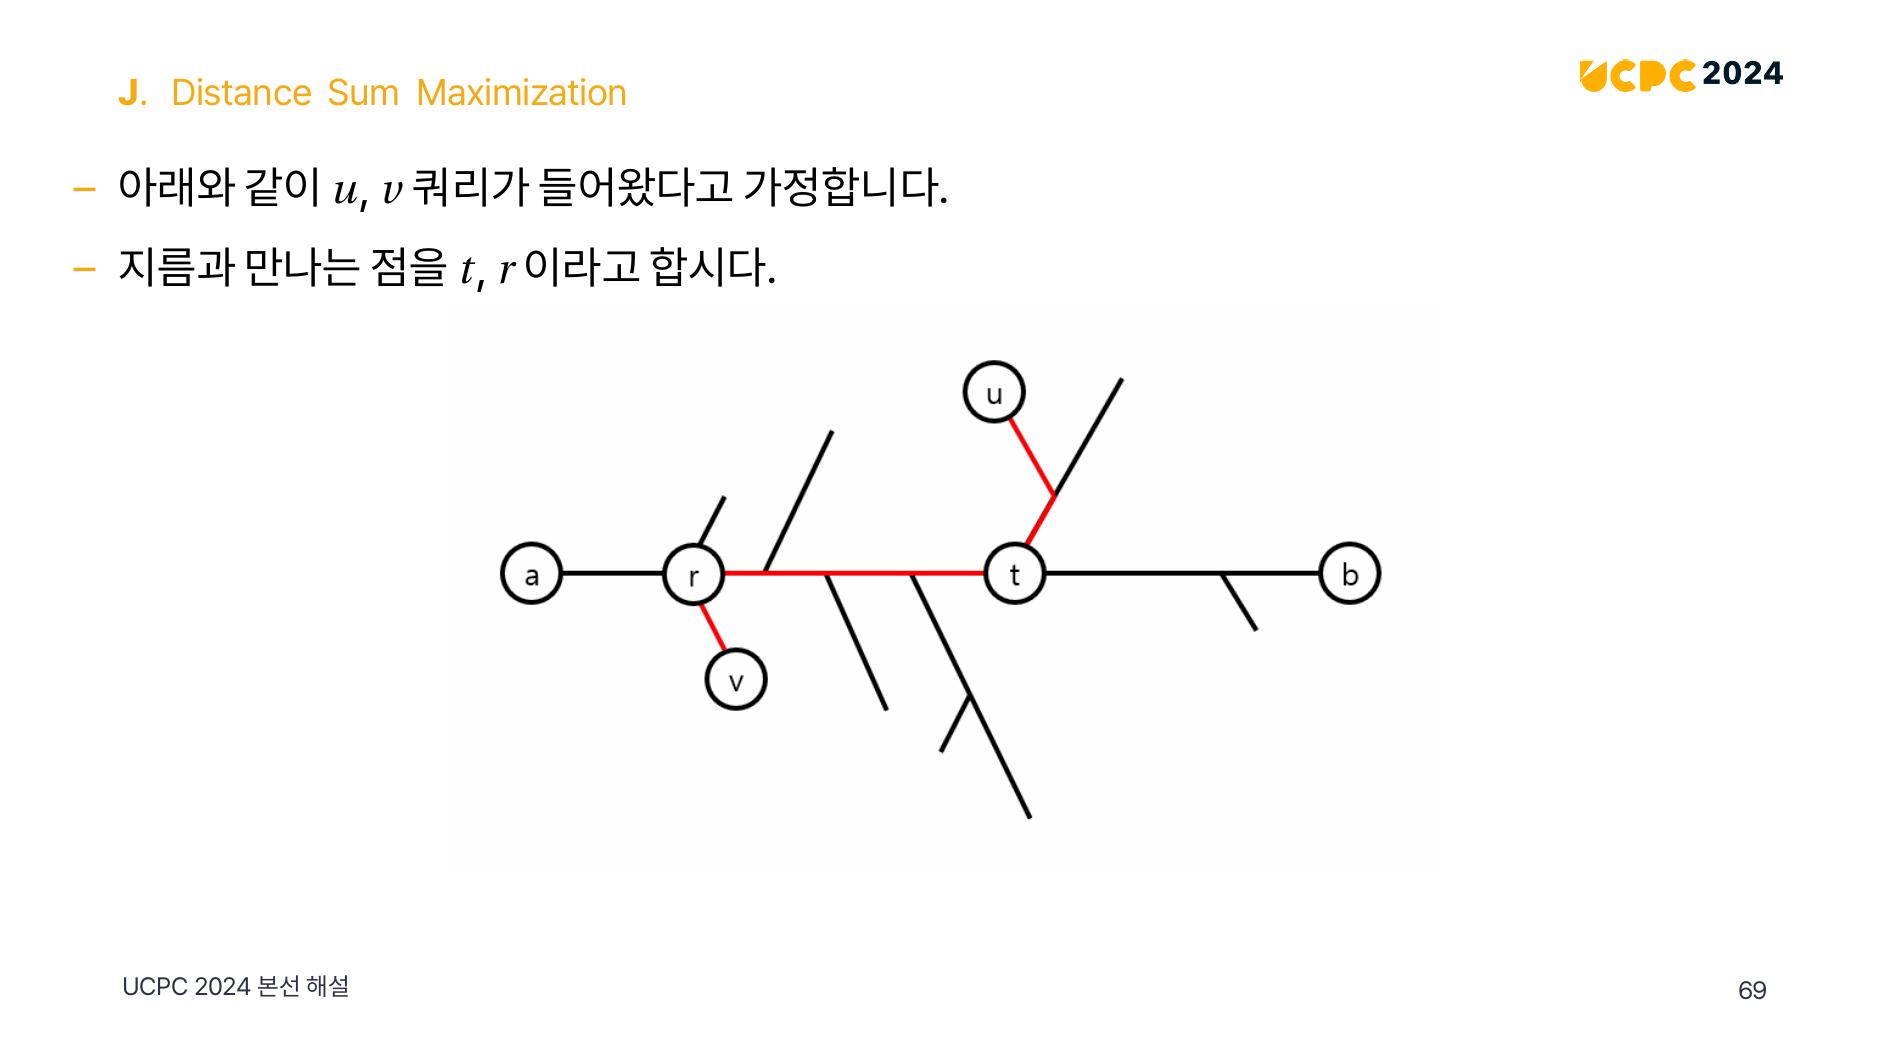 J. Distance Sum Maximization
UCPC 2024
– 아래와 같이 u, v 쿼리가 들어왔다고 가정합니다.
– 지름과 만나는 점을 t, r 이라고 합시다.
u
a
r
t
b
v
UCPC 2024 본선 해설
69